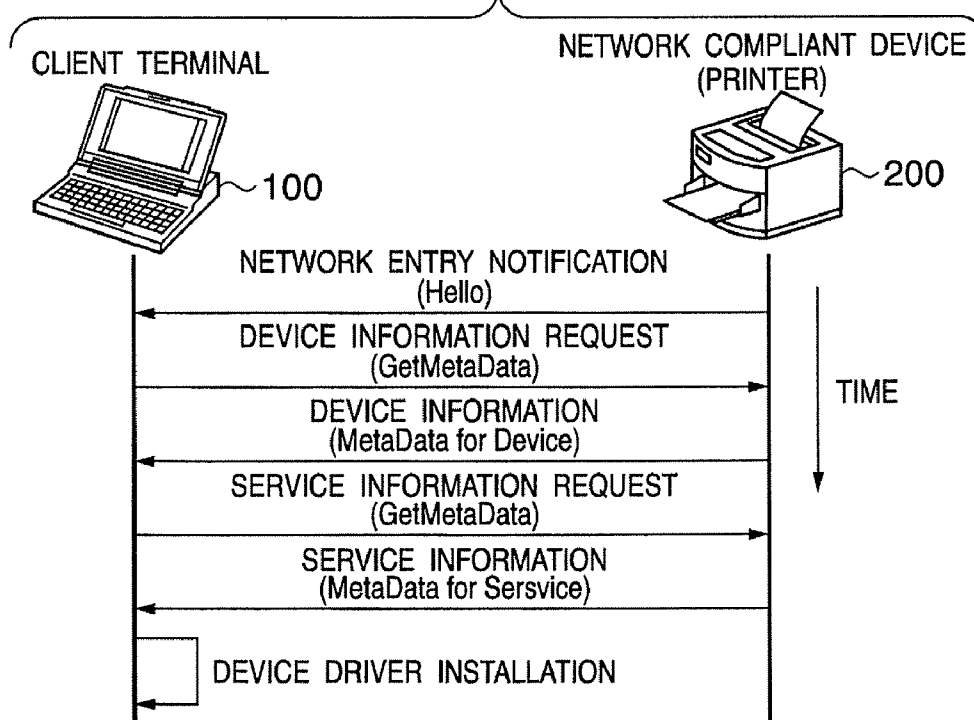 CLIENT TERMINAL
NETWORK COMPLIANT DEVICE
(PRINTER)
100
200
NETWORK ENTRY NOTIFICATION
(Hello)
DEVICE INFORMATION REQUEST
(GetMetaData)
TIME
DEVICE INFORMATION
(MetaData for Device)
SERVICE INFORMATION REQUEST
(GetMetaData)
SERVICE INFORMATION
(MetaData for Sersvice)
DEVICE DRIVER INSTALLATION